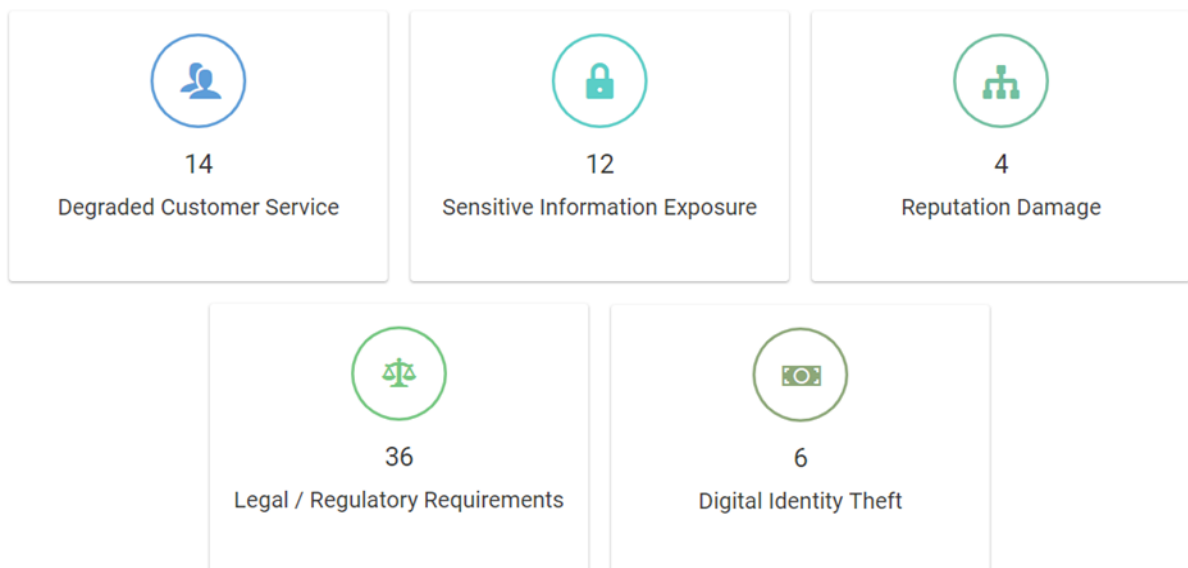 14
Degraded Customer Service
12
Sensitive Information Exposure
4
Reputation Damage
36
Legal / Regulatory Requirements
6
Digital Identity Theft